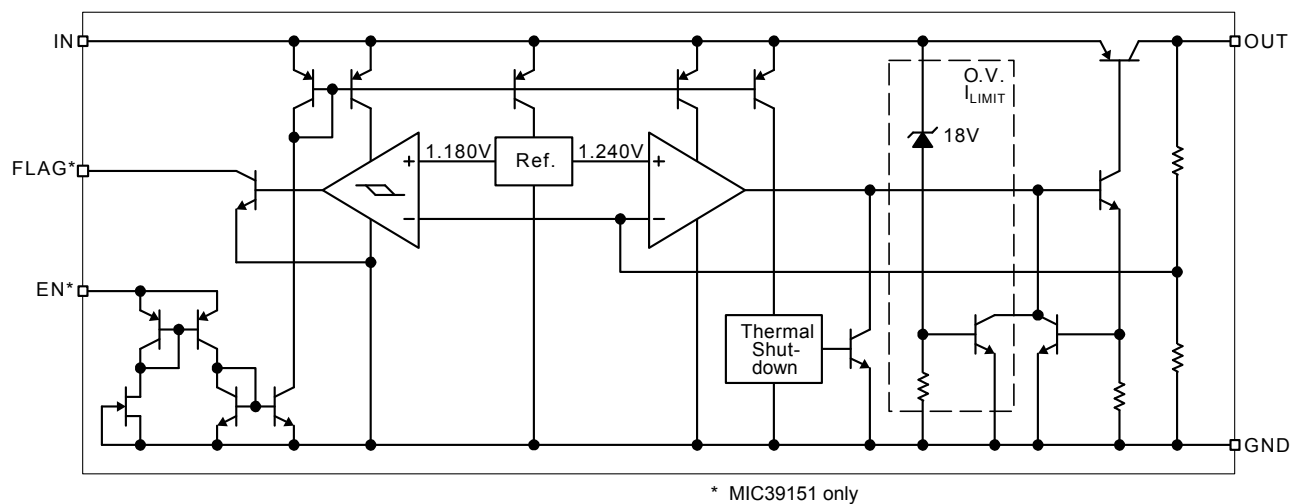 IN
OUT
O.V.
ILIMIT
18V
FLAG*
+
1.180V
Ref.
1.240V
+
−
−
EN*
Thermal
Shut-
down
GND
* MIC39151 only